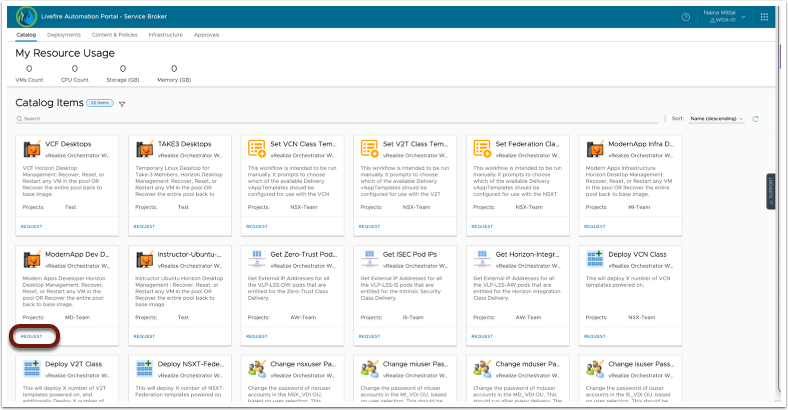 Livefire Automation Portal - Service Broker
Naina Mittal
WOA-01
Catalog Deployments Content & Policies Infrastructure Approvals
My Resource Usage
0 0 0 0
VMs Count CPU Count Storage (GB) Memory (GB)
Catalog Items 22 items
Search
Sort: Name (descending)
VCF Desktops
vRealize Orchestrator W...
VCF Horizon Desktop
Management: Recover, Reset, or
Restart any VM in the pool OR
Recover the entire pool back to
Projects: Test
REQUEST
TAKE3 Desktops
vRealize Orchestrator W...
Temporary Linux Desktop for
Take-3 Members, Horizon Desktop
Management: Recover, Reset, or
Restart any VM in the pool OR
Recover the entire pool to
Projects: Test
REQUEST
Set VCN Class Tem...
vRealize Orchestrator W...
This workflow is intended to be run
manually. It prompts to choose
which of the available Delivery
vAppTemplates should be
configured for use with the VCN
Projects: NSX-Team
REQUEST
Set V2T Class Tem...
vRealize Orchestrator W...
This workflow is intended to be run
manually. It prompts to choose
which of the available Delivery
vAppTemplates should be
configured for use with the V2T
Projects: NSX-Team
REQUEST
Set Federation Cla...
vRealize Orchestrator W...
This workflow is intended to be run
manually. It prompts to choose
which of the available Delivery
vAppTemplates should be
configured for use with the NSXT
Projects: NSX-Team
REQUEST
ModernApp Infra D...
vRealize Orchestrator W...
Modern Apps Infrastructure
Horizon Desktop Management:
Recover, Reset, or Restart any VM
in the pool OR Recover the entire
pool back to base image.
Projects: MI-Team
REQUEST
SUPPORT
ModernApp Dev D...
vRealize Orchestrator W...
Modern Apps Developer Horizon
Desktop Management: Recover,
Reset, or Restart any VM in the
pool OR Recover the entire pool
back to base image.
Projects: MD-Team
REQUEST
Instructor-Ubuntu-...
vRealize Orchestrator W...
Instructor Ubuntu Horizon Desktop
Management : Recover, Reset, or
Restart any VM in the pool OR
Recover the entire pool back to
base image.
Projects: Test
REQUEST
Get Zero-Trust Pod...
vRealize Orchestrator W...
Get External IP Addresses for all
the VLP-LSS-DW pods that are
entitled for the Zero-Trust Class
Delivery.
Projects: AW-Team
REQUEST
Get ISEC Pod IPs
vRealize Orchestrator W...
Get External IP Addresses for all
the VLP-LSS-IS pods that are
entitled for the Intrinsic Security
Class Delivery.
Projects: IS-Team
REQUEST
Get Horizon-Integr...
vRealize Orchestrator W...
Get External IP Addresses for all
the VLP-LSS-AW pods that are
entitled for the Horizon Integration
Class Delivery.
Projects: AW-Team
REQUEST
Deploy VCN Class
vRealize Orchestrator W...
This will deploy X number of VCN
templates powered on.
Projects: NSX-Team
REQUEST
Deploy V2T Class
vRealize Orchestrator W...
This will deploy X number of V2T
templates powered on, and
additionally Deploy X number of
Deploy NSXT-Fede...
vRealize Orchestrator W...
This will deploy X number of NSXT-
Federation templates powered on.
Change nsxuser Pa...
vRealize Orchestrator W...
Change the password of nsxuser
accounts in the NSX_VDI OU,
based on user selection. This
Change miuser Pas...
vRealize Orchestrator W...
Change the password of miuser
accounts in the MI_VDI OU, based
on user selection. This should be
Change mduser Pa...
vRealize Orchestrator W...
Change the password of mduser
accounts in the MD_VDI OU. This
should run after every delivery. The
Change isuser Pass...
vRealize Orchestrator W...
Change the password of isuser
accounts in the IS_VDI OU, based
on user selection. This should be